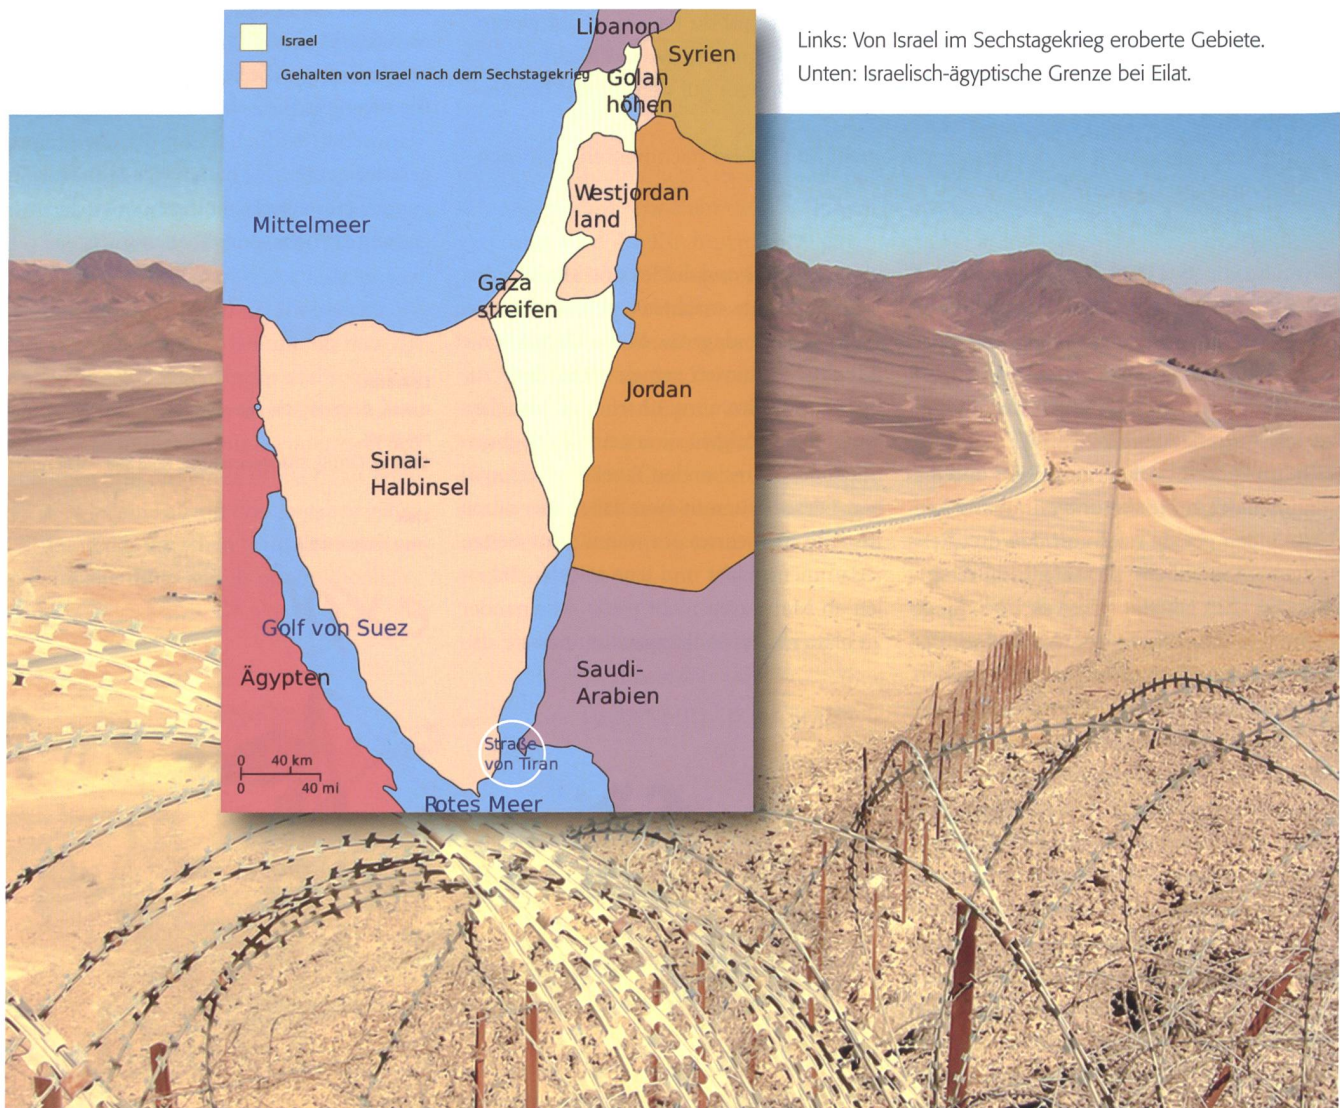 Links: Von Israel im Sechstagekrieg eroberte Gebiete.
Unten: Israelisch-ägyptische Grenze bei Eilat.
Israel
Gehalten von Israel nach dem Sechstagekrieg
Libanon
Syrien
Golan
höhen
Mittelmeer
Westjordan
land
Gaza
streifen
Jordan
Sinai-
Halbinsel
Golf von Suez
Ägypten
Saudi-
Arabien
Straße
von Tiran
0 40 km
0 40 mi
Rotes Meer